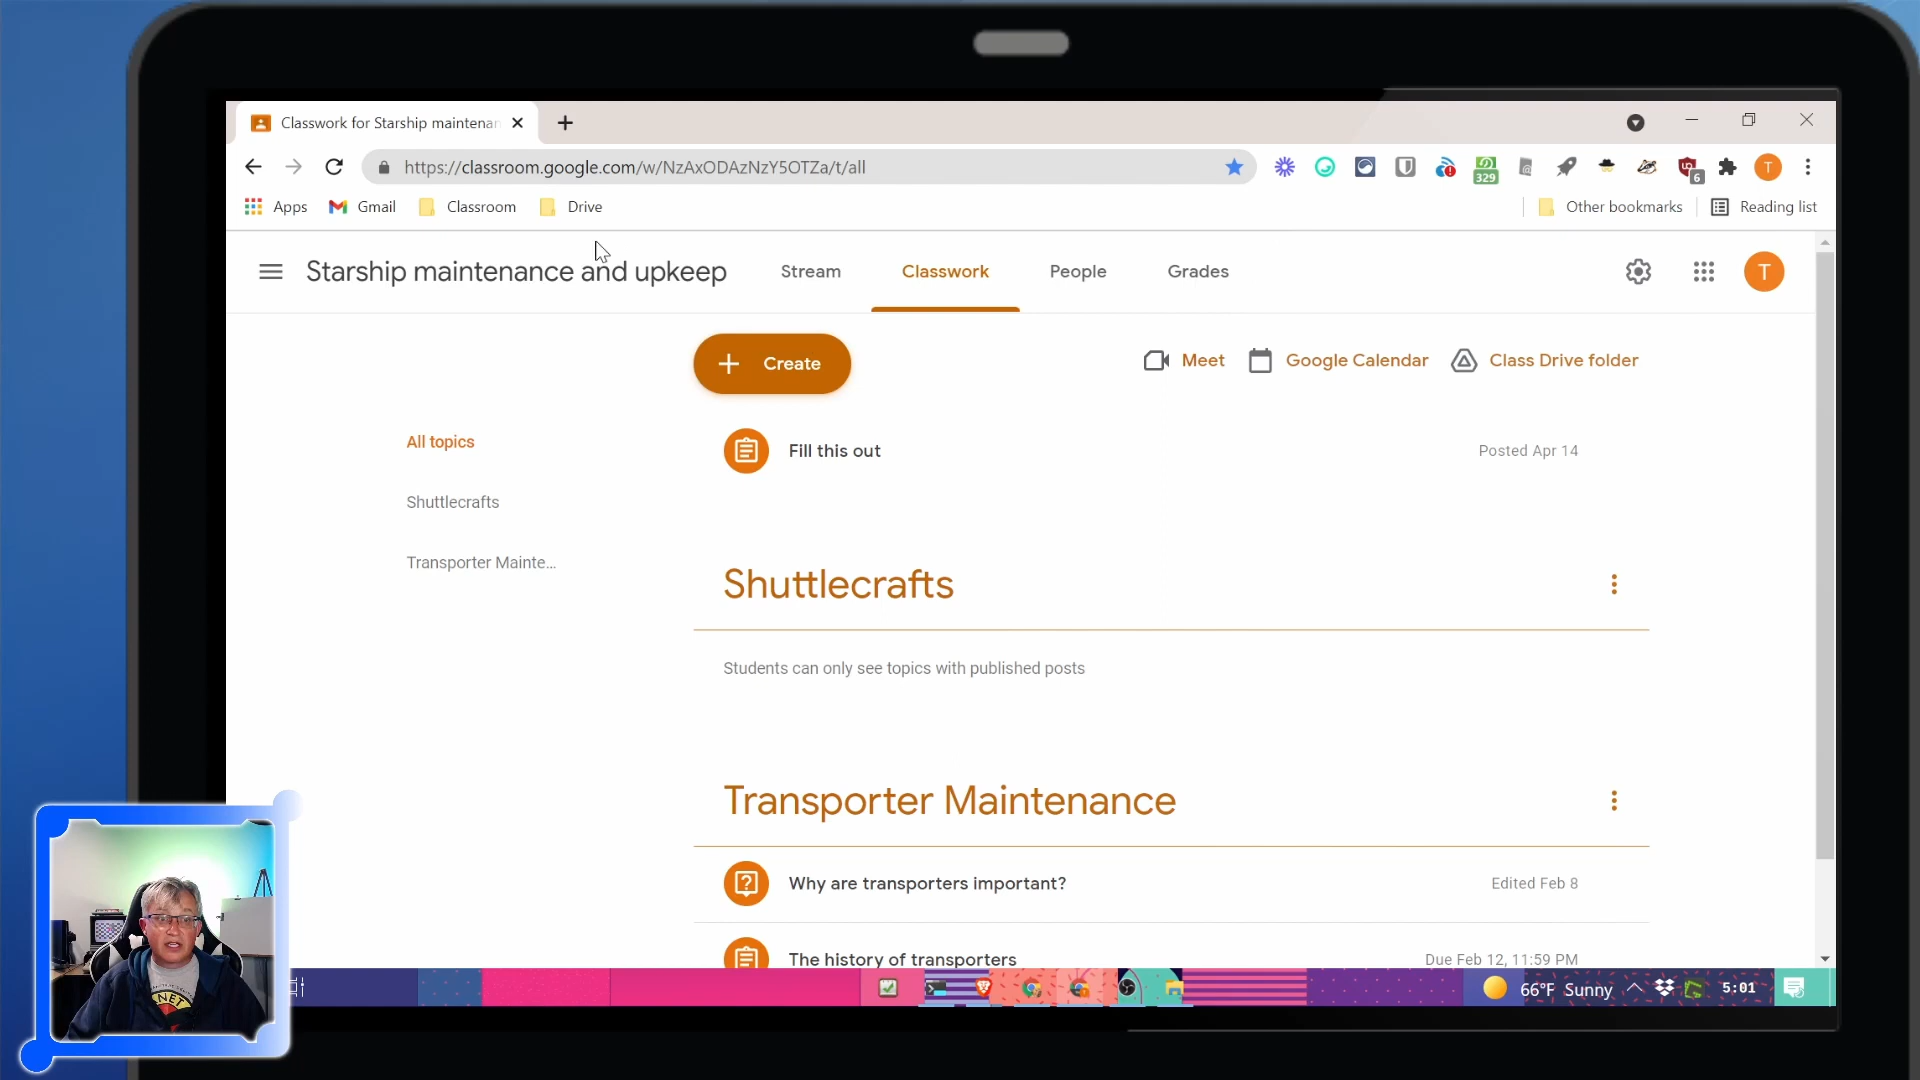 Classwork for Starship maintenan
https://classroom.google.com/w/NzAxODAzNzY5OTZa/t/all
329
6
T
Apps
Gmail
Classroom
Drive
Other bookmarks
Reading list
Starship maintenance and upkeep
Stream
Classwork
People
Grades
T
Create
Meet
Google Calendar
Class Drive folder
All topics
Shuttlecrafts
Transporter Mainte...
Fill this out
Posted Apr 14
Shuttlecrafts
Students can only see topics with published posts
Transporter Maintenance
Why are transporters important?
Edited Feb 8
The history of transporters
Due Feb 12, 11:59 PM
66°F Sunny
5:01